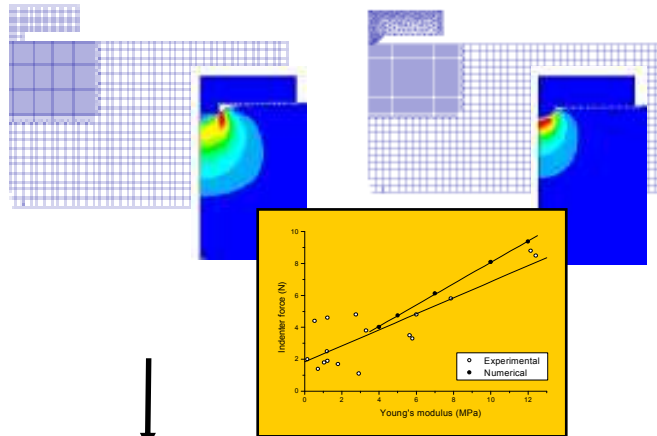 10
8
6
4
2
0
Indenter force (N)
Experimental
Numerical
0 2 4 6 8 10 12
Young's modulus (MPa)